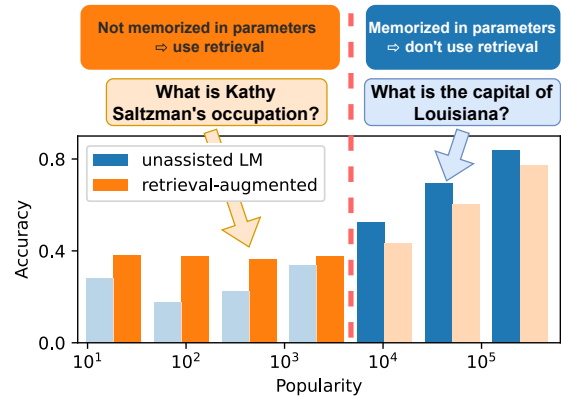 Not memorized in parameters
⇨ use retrieval
Memorized in parameters
⇨ don't use retrieval
What is Kathy
Saltzman's occupation?
What is the capital of
Louisiana?
unassisted LM
retrieval-augmented
Accuracy
0.8
0.4
0.0
10¹
10²
10³
10⁴
10⁵
Popularity